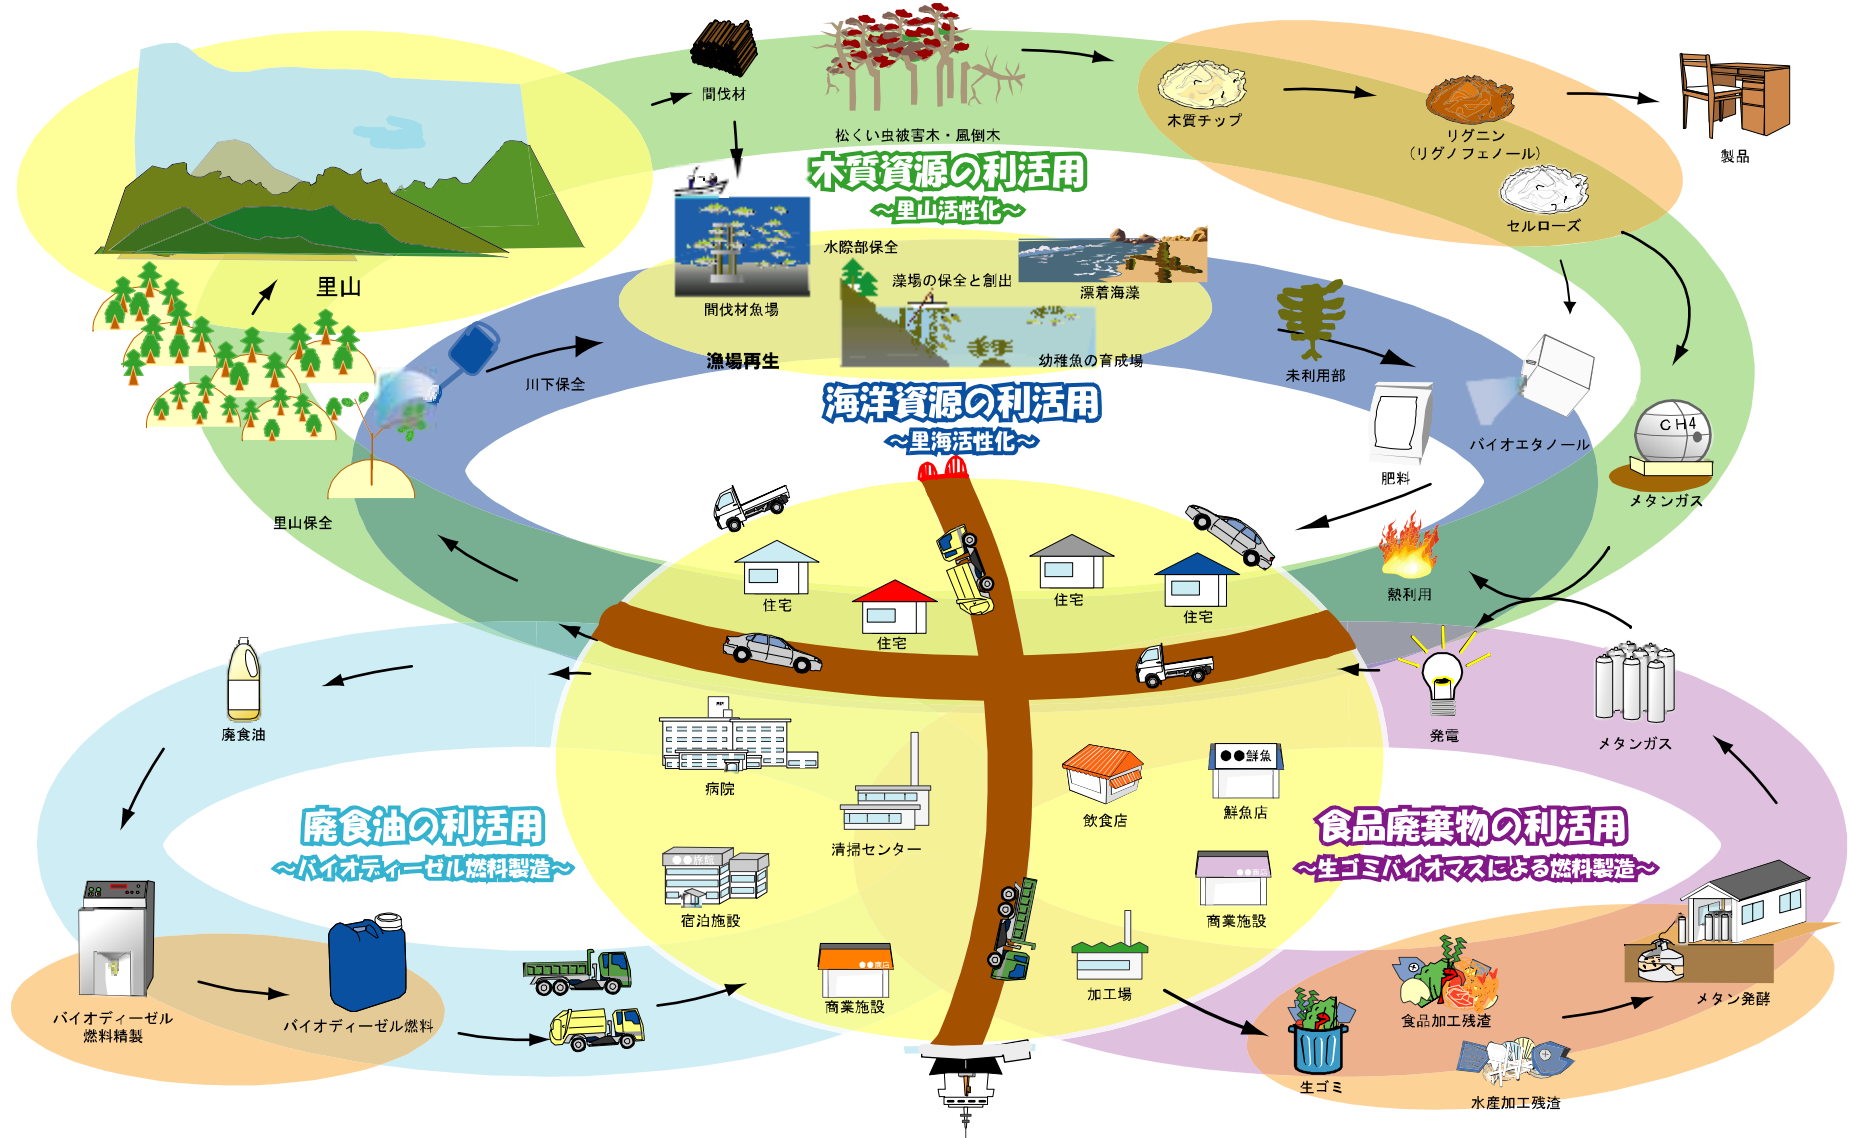 間伐材
松くい虫被害木・風倒木
木質チップ
リグニン
（リグノフェノール）
製品
セルローズ
木質資源の利活用
～里山活性化～
里山
水際部保全
藻場の保全と創出
漂着海藻
間伐材魚場
幼稚魚の育成場
漁場再生
川下保全
未利用部
海洋資源の利活用
～里海活性化～
バイオエタノール
肥料
CH4
メタンガス
里山保全
熱利用
住宅
住宅
住宅
住宅
廃食油
発電
メタンガス
病院
清掃センター
飲食店
●●鮮魚
鮮魚店
廃食油の利活用
～バイオディーゼル燃料製造～
食品廃棄物の利活用
～生ゴミバイオマスによる燃料製造～
●●旅館
宿泊施設
●●商店
商業施設
●●商店
商業施設
加工場
バイオディーゼル
燃料精製
バイオディーゼル燃料
生ゴミ
食品加工残渣
水産加工残渣
メタン発酵